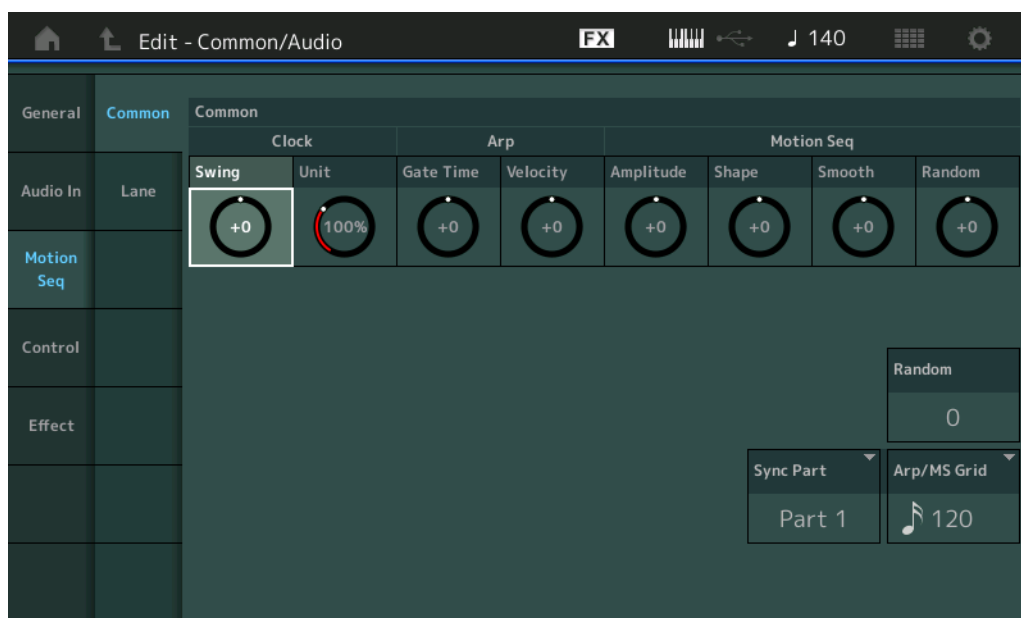 Edit - Common/Audio FX ♩ 140
General
Audio In
Motion
Seq
Control
Effect
Common
Lane
Common
Clock Arp Motion Seq
Swing Unit Gate Time Velocity Amplitude Shape Smooth Random
+0 100% +0 +0 +0 +0 +0 +0
Random
0
Sync Part Arp/MS Grid
Part 1 120